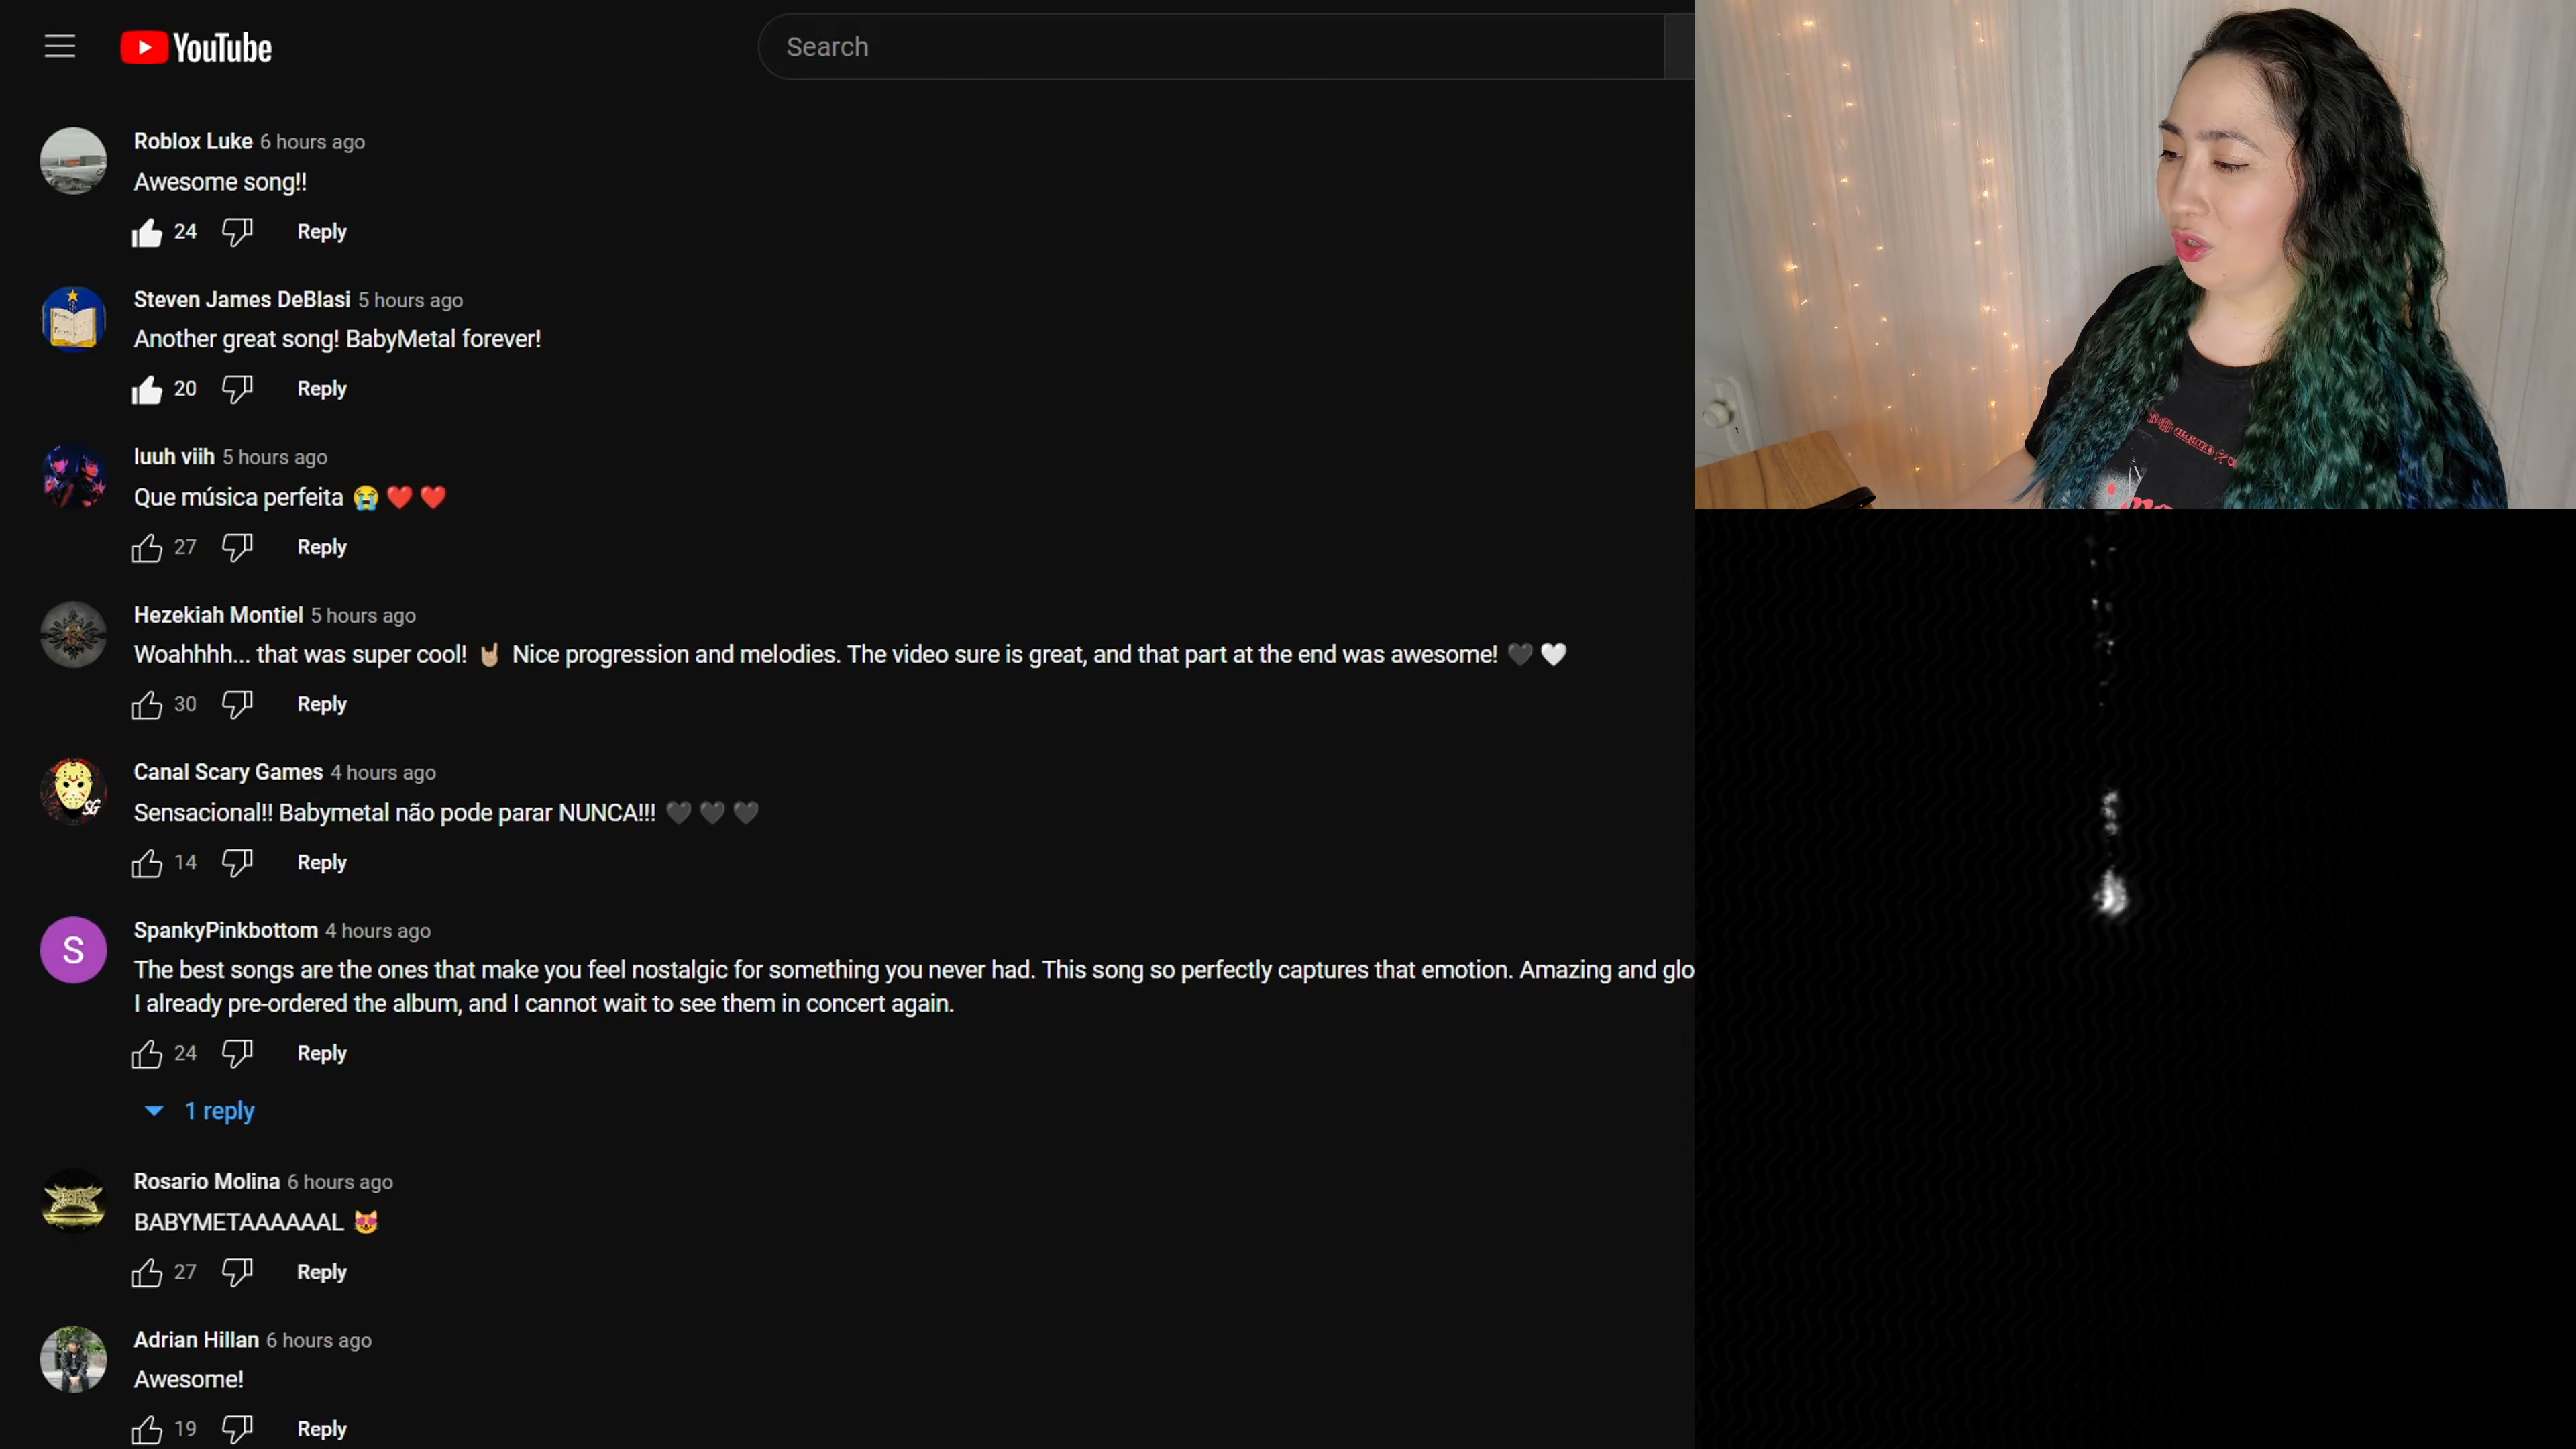 YouTube
Search
Roblox Luke 6 hours ago
Awesome song!!
24 Reply
Steven James DeBlasi 5 hours ago
Another great song! BabyMetal forever!
20 Reply
luuh viih 5 hours ago
Que música perfeita 😭❤️❤️
27 Reply
Hezekiah Montiel 5 hours ago
Woahhhh... that was super cool! 🤘🏼 Nice progression and melodies. The video sure is great, and that part at the end was awesome! 🖤🤍
30 Reply
Canal Scary Games 4 hours ago
Sensacional!! Babymetal não pode parar NUNCA!!! 🖤🖤🖤
14 Reply
S
SpankyPinkbottom 4 hours ago
The best songs are the ones that make you feel nostalgic for something you never had. This song so perfectly captures that emotion. Amazing and glo
I already pre-ordered the album, and I cannot wait to see them in concert again.
24 Reply
1 reply
Rosario Molina 6 hours ago
BABYMETAAAAAAL 😻
27 Reply
Adrian Hillan 6 hours ago
Awesome!
19 Reply
SG